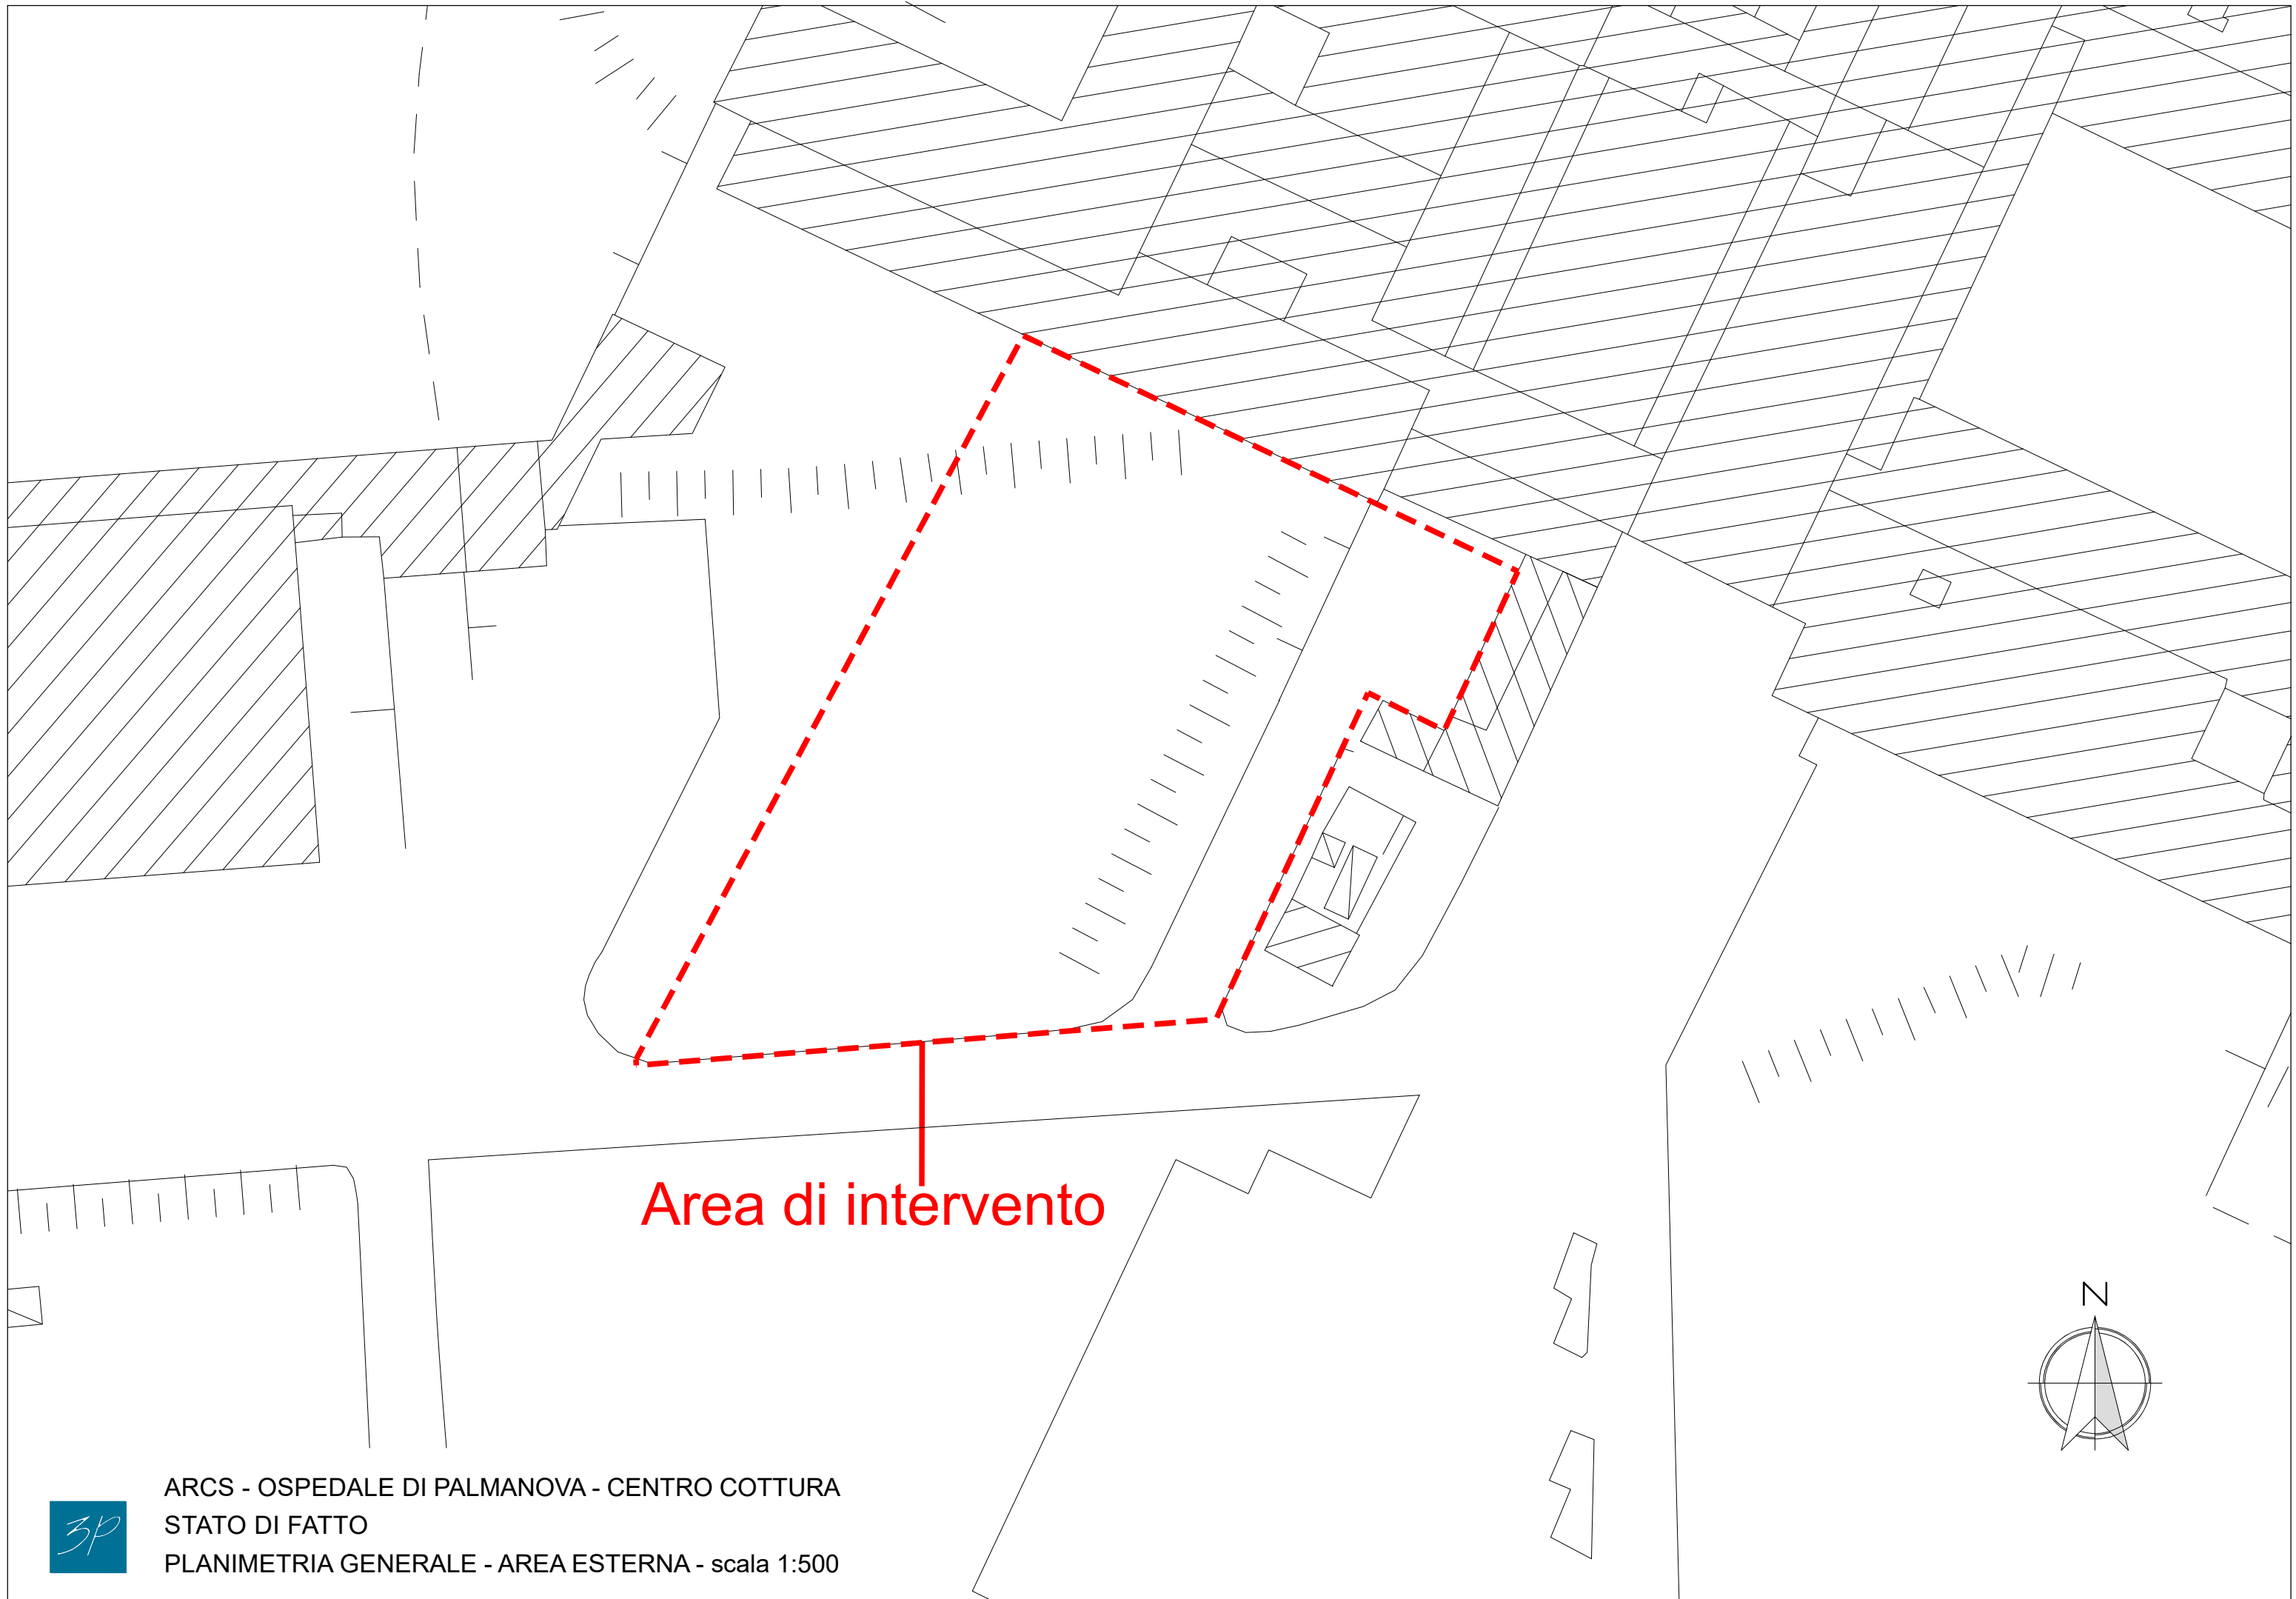 Area di intervento
N
ARCS - OSPEDALE DI PALMANOVA - CENTRO COTTURA
3P
STATO DI FATTO
PLANIMETRIA GENERALE - AREA ESTERNA - scala 1:500